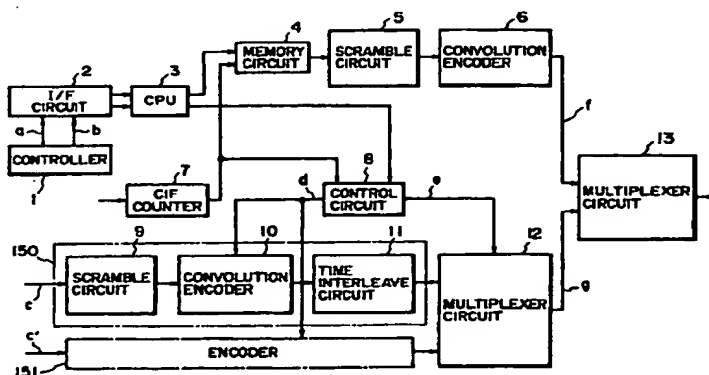 4
MEMORY
CIRCUIT
5
SCRAMBLE
CIRCUIT
6
CONVOLUTION
ENCODER
2
I/F
CIRCUIT
3
CPU
a
b
f
CONTROLLER
1
7
CIF
COUNTER
8
CONTROL
CIRCUIT
d
e
13
MULTIPLEXER
CIRCUIT
150
9
SCRAMBLE
CIRCUIT
10
CONVOLUTION
ENCODER
11
TIME
INTERLEAVE
CIRCUIT
12
MULTIPLEXER
CIRCUIT
c
g
c'
ENCODER
151